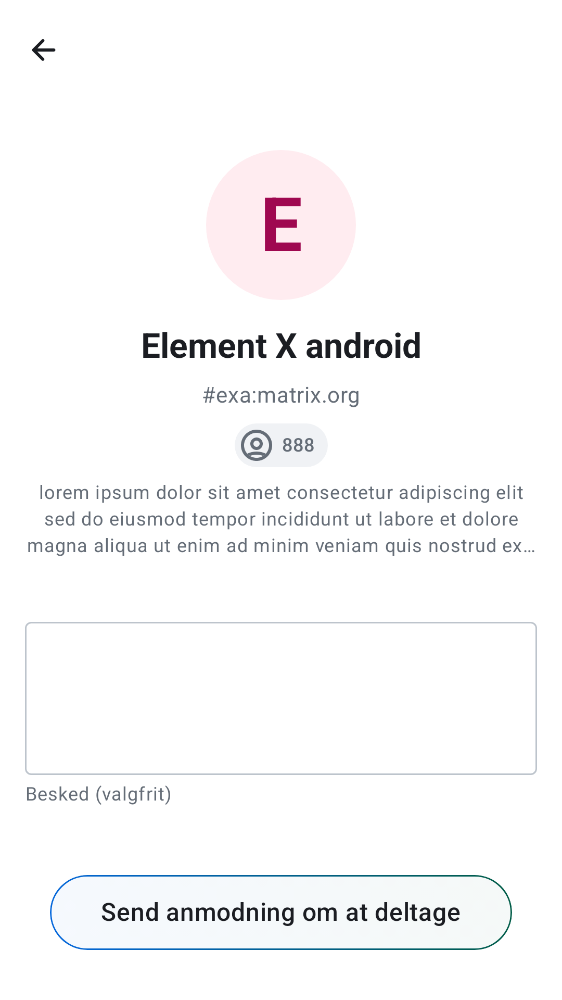 E
Element X android
#exa:matrix.org
888
lorem ipsum dolor sit amet consectetur adipiscing elit
sed do eiusmod tempor incididunt ut labore et dolore
magna aliqua ut enim ad minim veniam quis nostrud ex…
Besked (valgfrit)
Send anmodning om at deltage